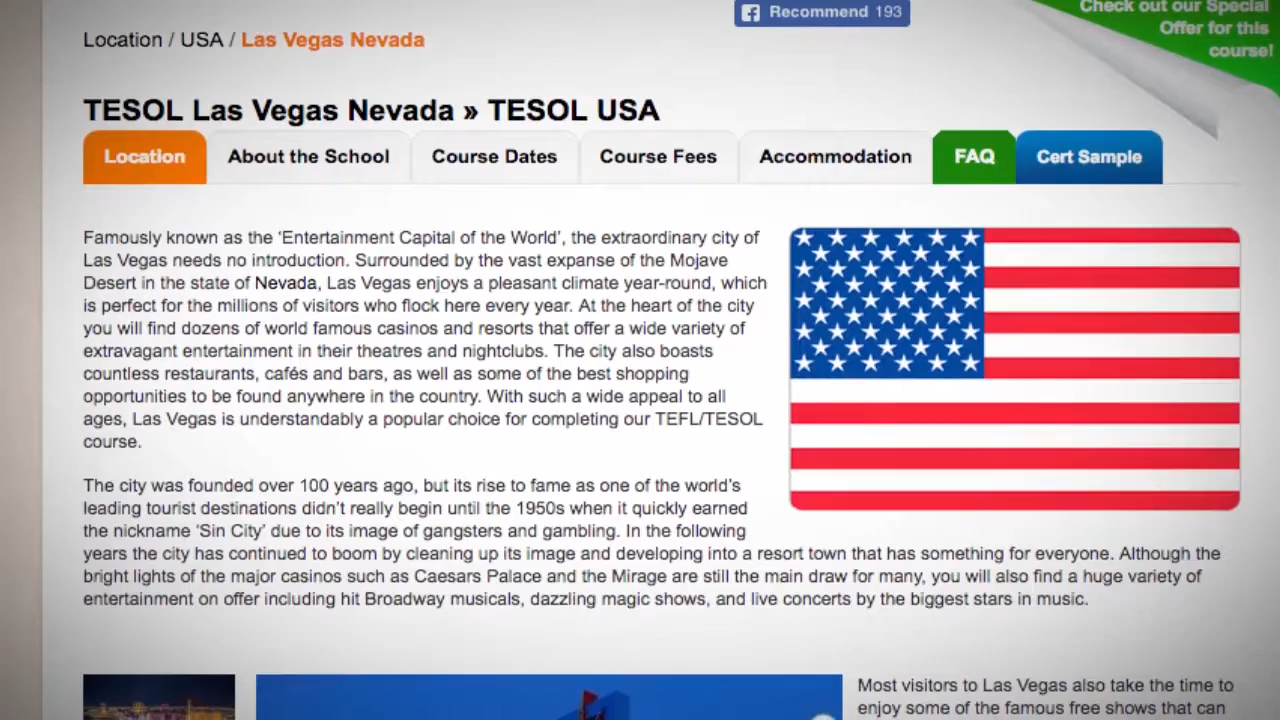 Recommend 193
Check out our Special
Offer for this
course!
Location / USA / Las Vegas Nevada
TESOL Las Vegas Nevada » TESOL USA
Location
About the School
Course Dates
Course Fees
Accommodation
FAQ
Cert Sample
Famously known as the ‘Entertainment Capital of the World’, the extraordinary city of
Las Vegas needs no introduction. Surrounded by the vast expanse of the Mojave
Desert in the state of Nevada, Las Vegas enjoys a pleasant climate year-round, which
is perfect for the millions of visitors who flock here every year. At the heart of the city
you will find dozens of world famous casinos and resorts that offer a wide variety of
extravagant entertainment in their theatres and nightclubs. The city also boasts
countless restaurants, cafés and bars, as well as some of the best shopping
opportunities to be found anywhere in the country. With such a wide appeal to all
ages, Las Vegas is understandably a popular choice for completing our TEFL/TESOL
course.
The city was founded over 100 years ago, but its rise to fame as one of the world’s
leading tourist destinations didn’t really begin until the 1950s when it quickly earned
the nickname ‘Sin City’ due to its image of gangsters and gambling. In the following
years the city has continued to boom by cleaning up its image and developing into a resort town that has something for everyone. Although the
bright lights of the major casinos such as Caesars Palace and the Mirage are still the main draw for many, you will also find a huge variety of
entertainment on offer including hit Broadway musicals, dazzling magic shows, and live concerts by the biggest stars in music.
Most visitors to Las Vegas also take the time to
enjoy some of the famous free shows that can